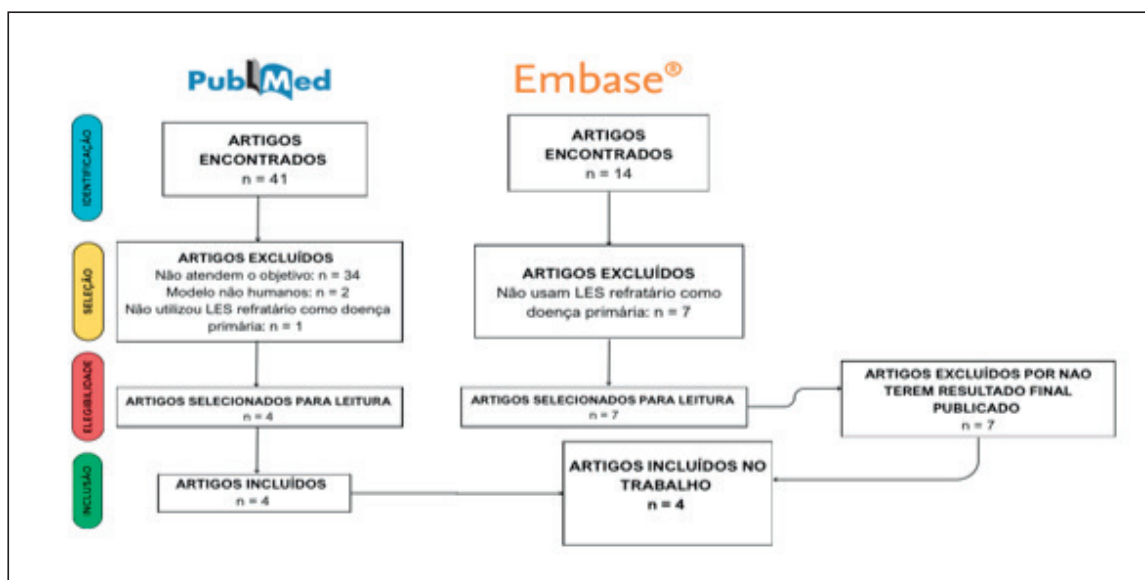 PubMed
Embase®
IDENTIFICAÇÃO
ARTIGOS
ENCONTRADOS
n = 41
ARTIGOS
ENCONTRADOS
n = 14
SELEÇÃO
ARTIGOS EXCLUÍDOS
Não atendem o objetivo: n = 34
Modelo não humanos: n = 2
Não utilizou LES refratário como doença
primária: n = 1
ARTIGOS EXCLUÍDOS
Não usam LES refratário como
doença primária: n = 7
ELEGIBILIDADE
ARTIGOS SELECIONADOS PARA LEITURA
n = 4
ARTIGOS SELECIONADOS PARA LEITURA
n = 7
ARTIGOS EXCLUÍDOS POR NAO
TEREM RESULTADO FINAL
PUBLICADO
n = 7
INCLUSÃO
ARTIGOS INCLUÍDOS
n = 4
ARTIGOS INCLUÍDOS NO
TRABALHO
n = 4